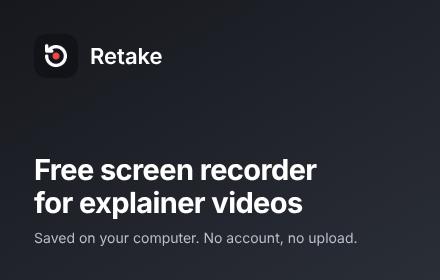 Retake
Free screen recorder
for explainer videos
Saved on your computer. No account, no upload.